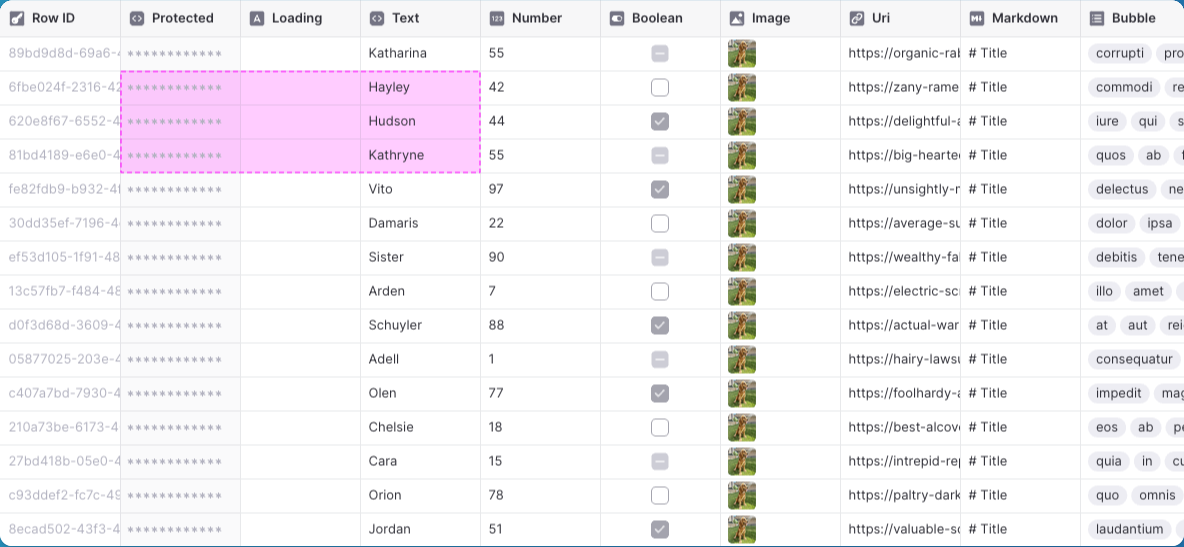 Row ID Protected Loading Text Number Boolean Image Uri Markdown Bubble
89bd9d8d-69a6- ************ Katharina 55 https://organic-ra # Title corrupti pro
6fbe024f-2316-42 ************ Hayley 42 https://zany-rame # Title commodi re
620e8f67-6552-4 ************ Hudson 44 https://delightful- # Title iure qui s
81bd4189-e6e0-4 ************ Kathryne 55 https://big-hearte # Title quos ab
fe82fdb9-b932-4 ************ Vito 97 https://unsightly- # Title delectus ne
30dd35ef-7196-4 ************ Damaris 22 https://average-su # Title dolor ipsa
ef53d105-1f91-48 ************ Sister 90 https://wealthy-fa # Title debitis tene
13c57fb7-f484-48 ************ Arden 7 https://electric-sc # Title illo amet
d0f3d68d-3609-4 ************ Schuyler 88 https://actual-war # Title at aut rei
05877025-203e-4 ************ Adell 1 https://hairy-lawsu # Title consequatur
c407a7bd-7930-4 ************ Olen 77 https://foolhardy- # Title impedit mag
210a73be-6173-4 ************ Chelsie 18 https://best-alcov # Title eos ab pe
27bd418b-05e0-4 ************ Cara 15 https://intrepid-re # Title quia in cu
c93ddef2-fc7c-49 ************ Orion 78 https://paltry-dark # Title quo omnis
8ecad502-43f3-4 ************ Jordan 51 https://valuable-s # Title laudantium